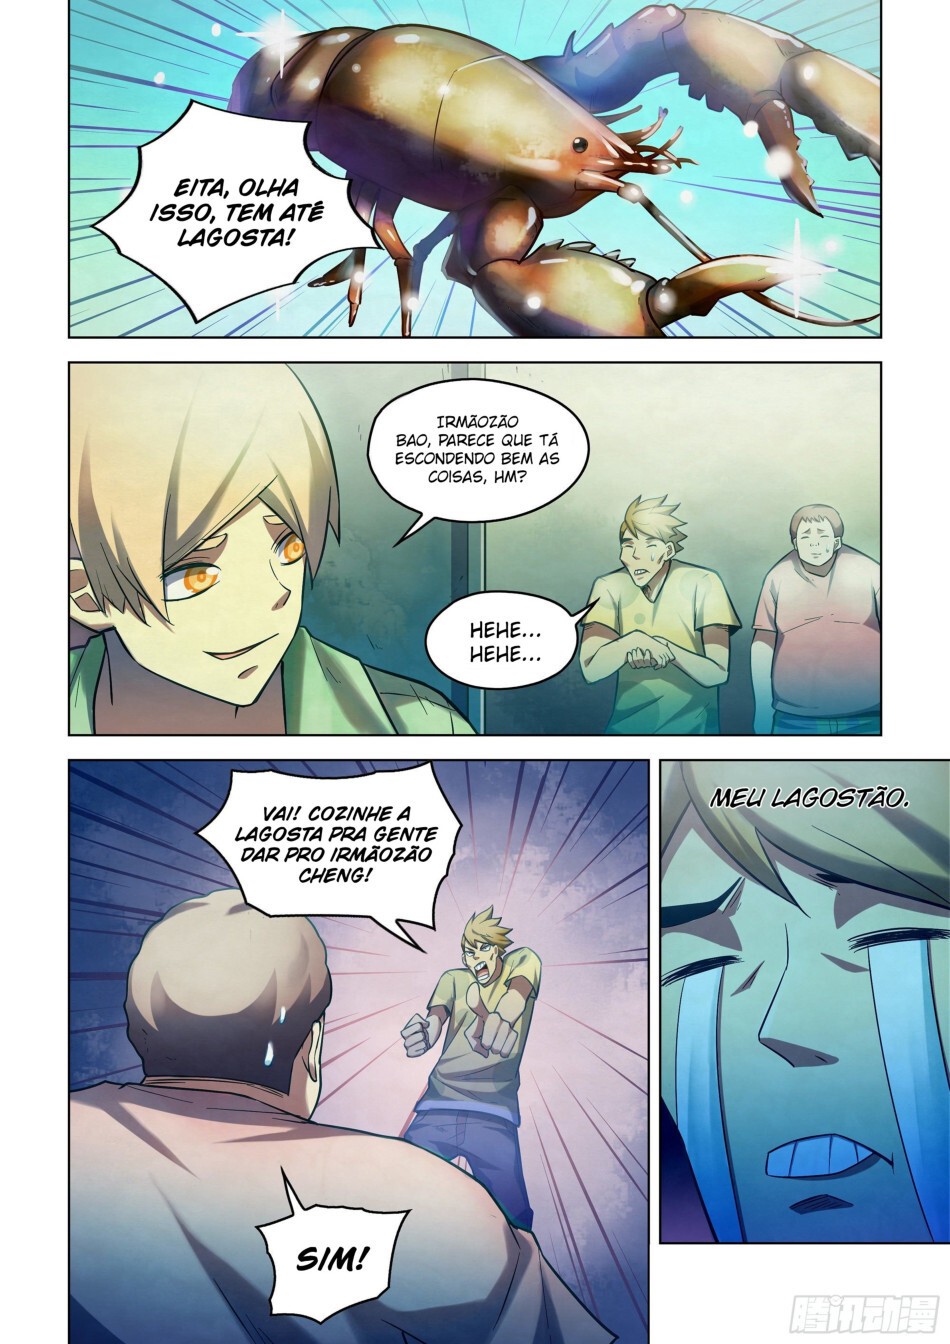 EITA, OLHA
ISSO, TEM ATÉ
LAGOSTA!
IRMÃOZÃO
BAO, PARECE QUE TÁ
ESCONDENDO BEM AS
COISAS, HM?
HEHE...
HEHE...
VAI! COZINHE A
LAGOSTA PRA GENTE
DAR PRO IRMÃOZÃO
CHENG!
SIM!
MEU LAGOSTÃO.
腾讯动漫